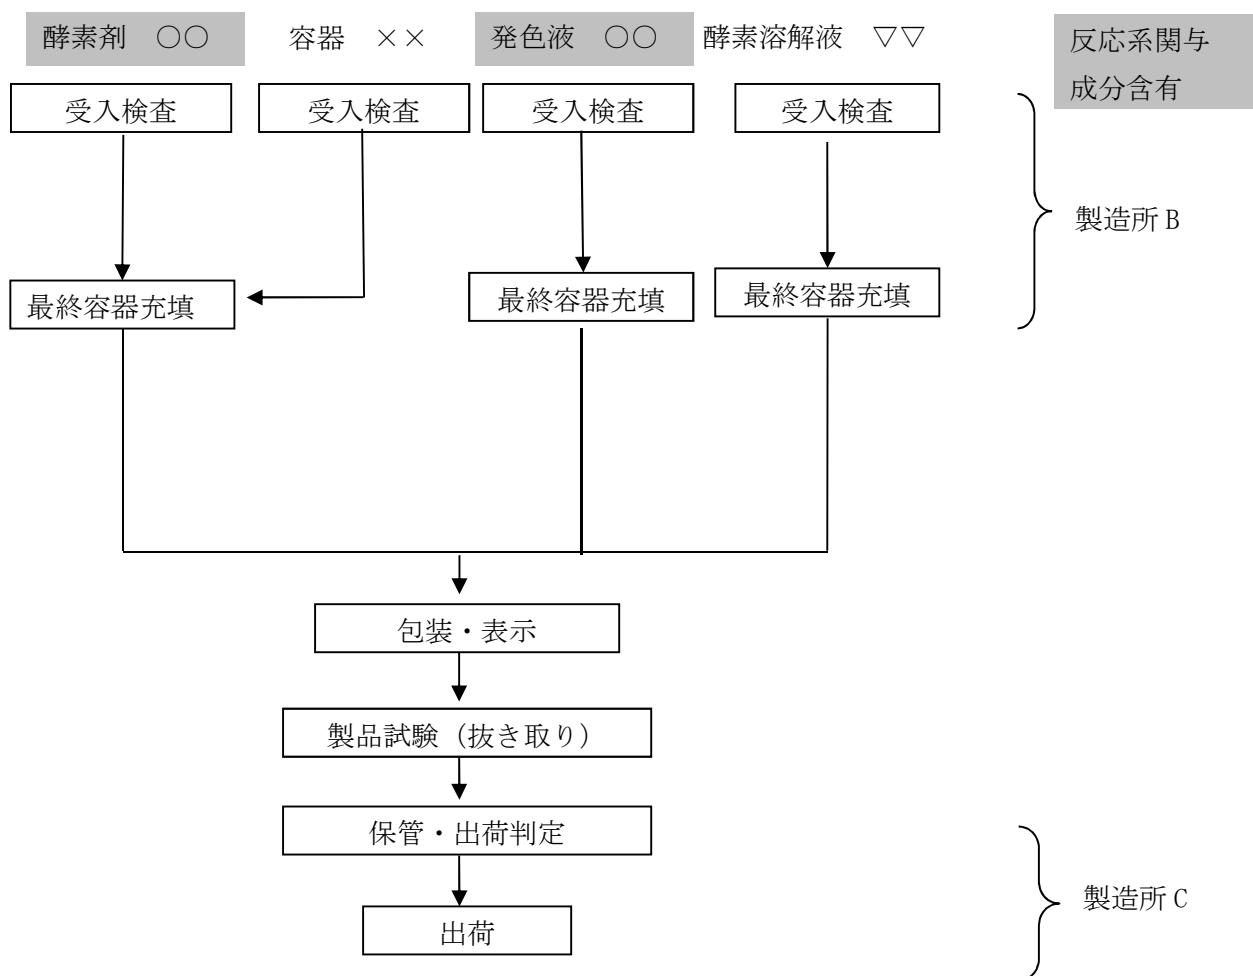 酵素剤　○○
容器　××
発色液　○○
酵素溶解液　▽▽
反応系関与
成分含有
受入検査
受入検査
受入検査
受入検査
製造所 B
最終容器充填
最終容器充填
最終容器充填
包装・表示
製品試験（抜き取り）
保管・出荷判定
製造所 C
出荷